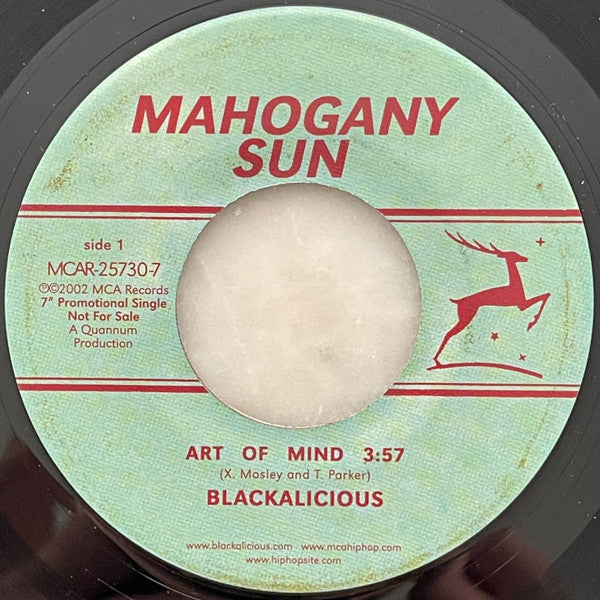 MAHOGANY
SUN
side 1
MCAR-25730-7
℗©2002 MCA Records
7" Promotional Single
Not For Sale
A Quannum
Production
ART OF MIND 3:57
(X. Mosley and T. Parker)
BLACKALICIOUS
www.blackalicious.com www.mcahiphop.com
www.hiphopsite.com